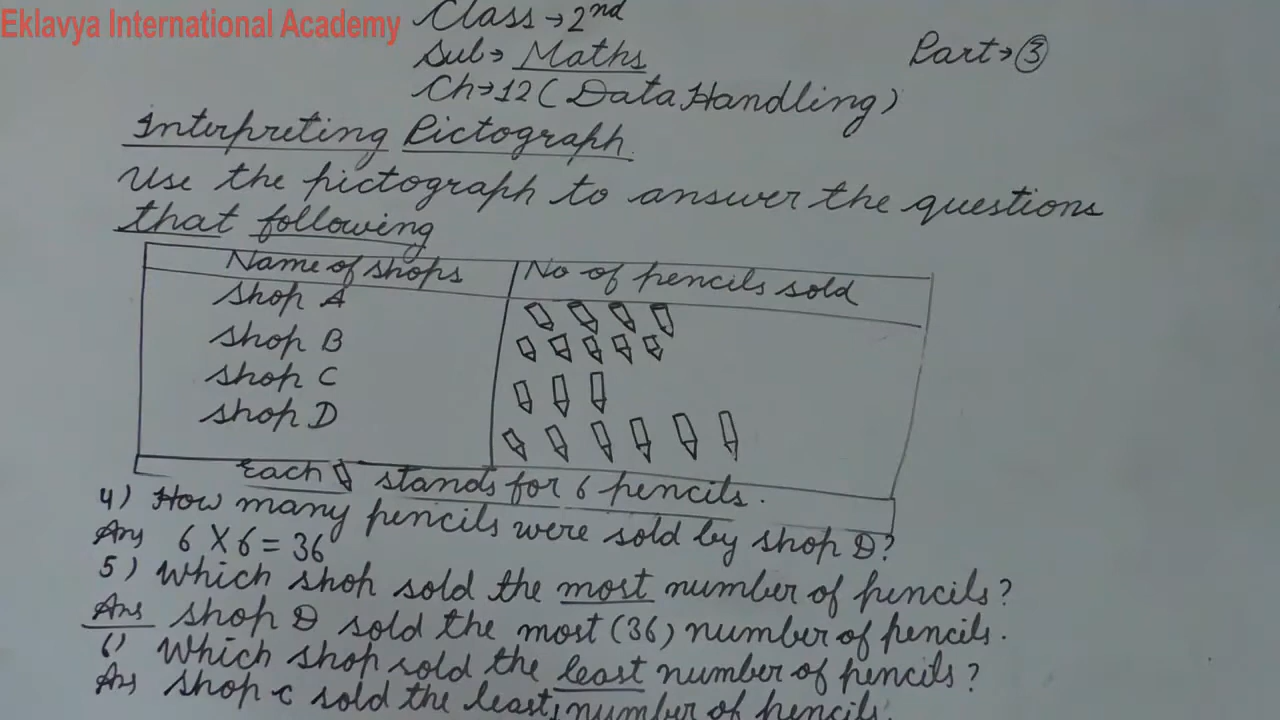 Eklavya International Academy
Class → 2nd
Sub → Maths
Part → 3
Ch → 12 (Data Handling)
Interpreting Pictograph.
Use the pictograph to answer the questions
that following
Name of shops No of pencils sold
shop A
shop B
shop C
shop D
Each stands for 6 pencils.
4) How many pencils were sold by shop D?
Ans 6 X 6 = 36
5) Which shop sold the most number of pencils?
Ans shop D sold the most (36) number of pencils.
6) Which shop sold the least number of pencils?
Ans shop c sold the least number of pencils.